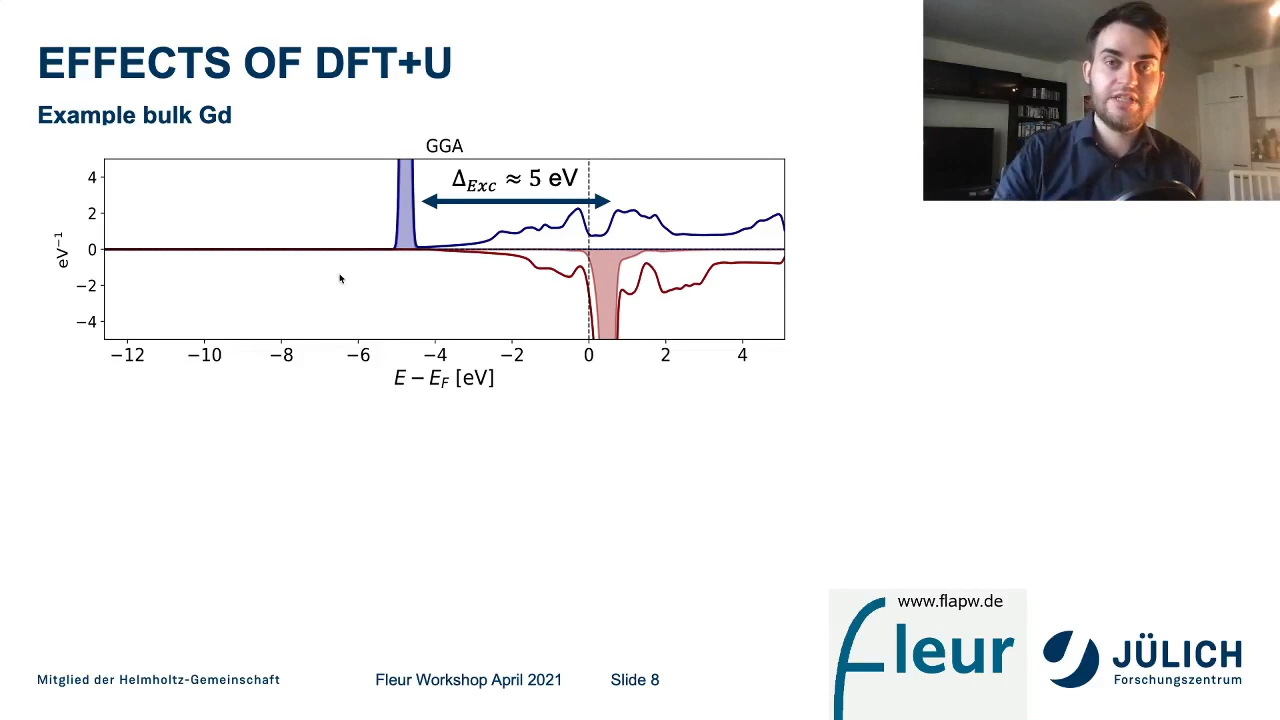 EFFECTS OF DFT+U
Example bulk Gd
GGA
Δ_Exc ≈ 5 eV
4
2
0
−2
−4
eV⁻¹
−12 −10 −8 −6 −4 −2 0 2 4
E − E_F [eV]
www.flapw.de
fleur
JÜLICH
Forschungszentrum
Mitglied der Helmholtz-Gemeinschaft
Fleur Workshop April 2021
Slide 8